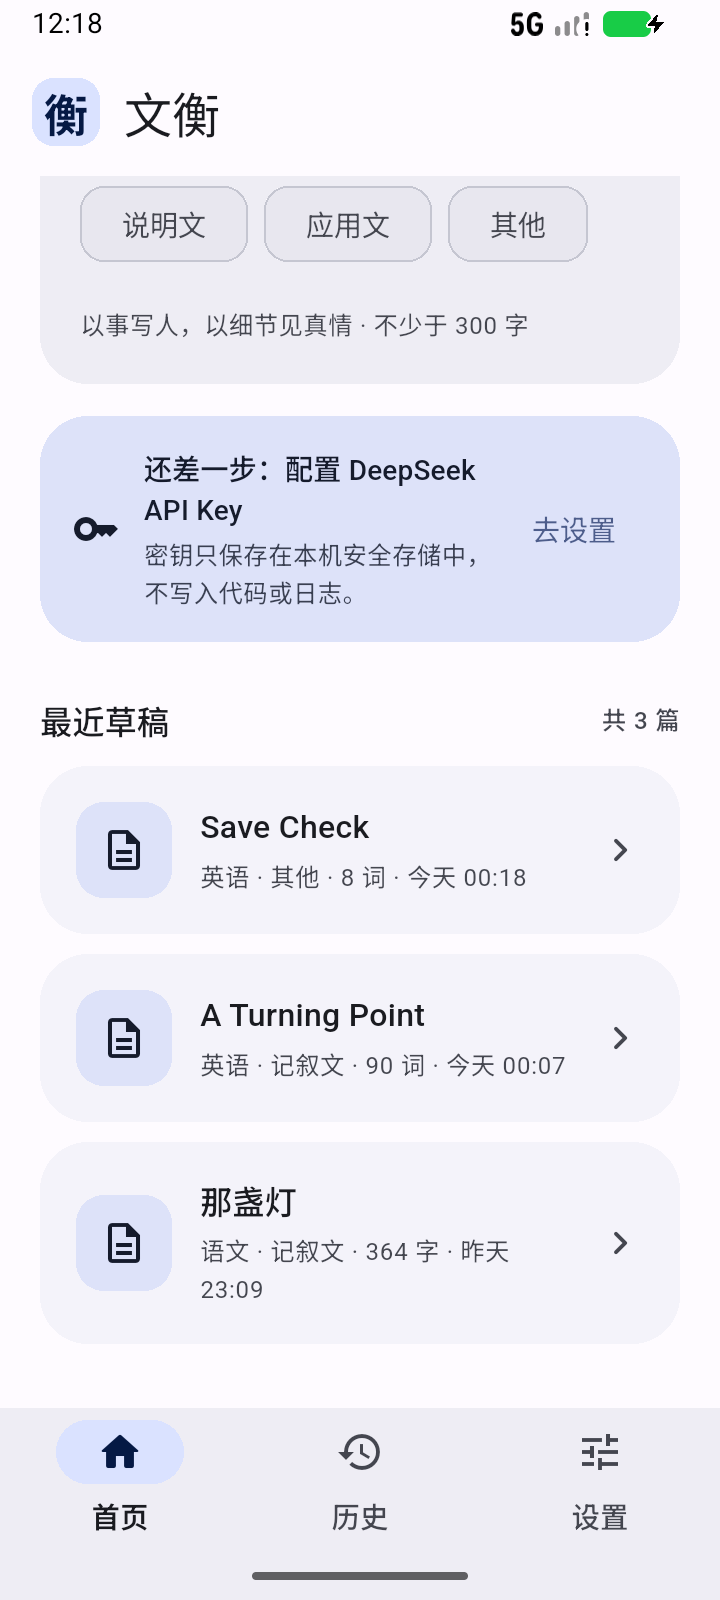 12:18
5G
衡 文衡
说明文 应用文 其他
以事写人，以细节见真情 · 不少于 300 字
还差一步：配置 DeepSeek
API Key
密钥只保存在本机安全存储中，
不写入代码或日志。
去设置
最近草稿
共 3 篇
Save Check
英语 · 其他 · 8 词 · 今天 00:18
A Turning Point
英语 · 记叙文 · 90 词 · 今天 00:07
那盏灯
语文 · 记叙文 · 364 字 · 昨天
23:09
首页 历史 设置